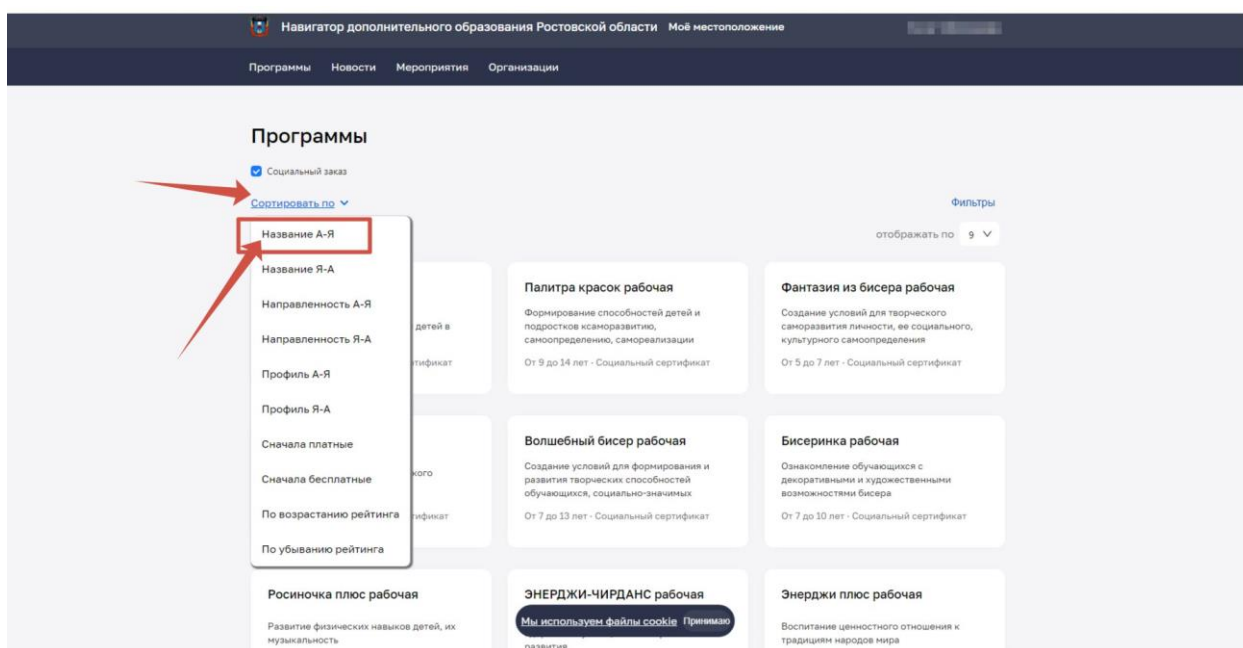 Навигатор дополнительного образования Ростовской области Моё местоположение
Программы Новости Мероприятия Организации
Программы
Социальный заказ
Сортировать по
Фильтры
отображать по 9
Название А-Я
Название Я-А
Направленность А-Я
Направленность Я-А
Профиль А-Я
Профиль Я-А
Сначала платные
Сначала бесплатные
По возрастанию рейтинга
По убыванию рейтинга
детей в
Палитра красок рабочая
Формирование способностей детей и
подростков ксаморазвитию,
самоопределению, самореализации
От 9 до 14 лет - Социальный сертификат
Фантазия из бисера рабочая
Создание условий для творческого
саморазвития личности, ее социального,
культурного самоопределения
От 5 до 7 лет - Социальный сертификат
Волшебный бисер рабочая
Создание условий для формирования и
развития творческих способностей
обучающихся, социально-значимых
От 7 до 13 лет - Социальный сертификат
Бисеринка рабочая
Ознакомление обучающихся с
декоративными и художественными
возможностями бисера
От 7 до 10 лет - Социальный сертификат
Росиночка плюс рабочая
Развитие физических навыков детей, их
музыкальность
ЭНЕРДЖИ-ЧИРДАНС рабочая
Мы используем файлы cookie Принимаю
развития
Энерджи плюс рабочая
Воспитание ценностного отношения к
традициям народов мира